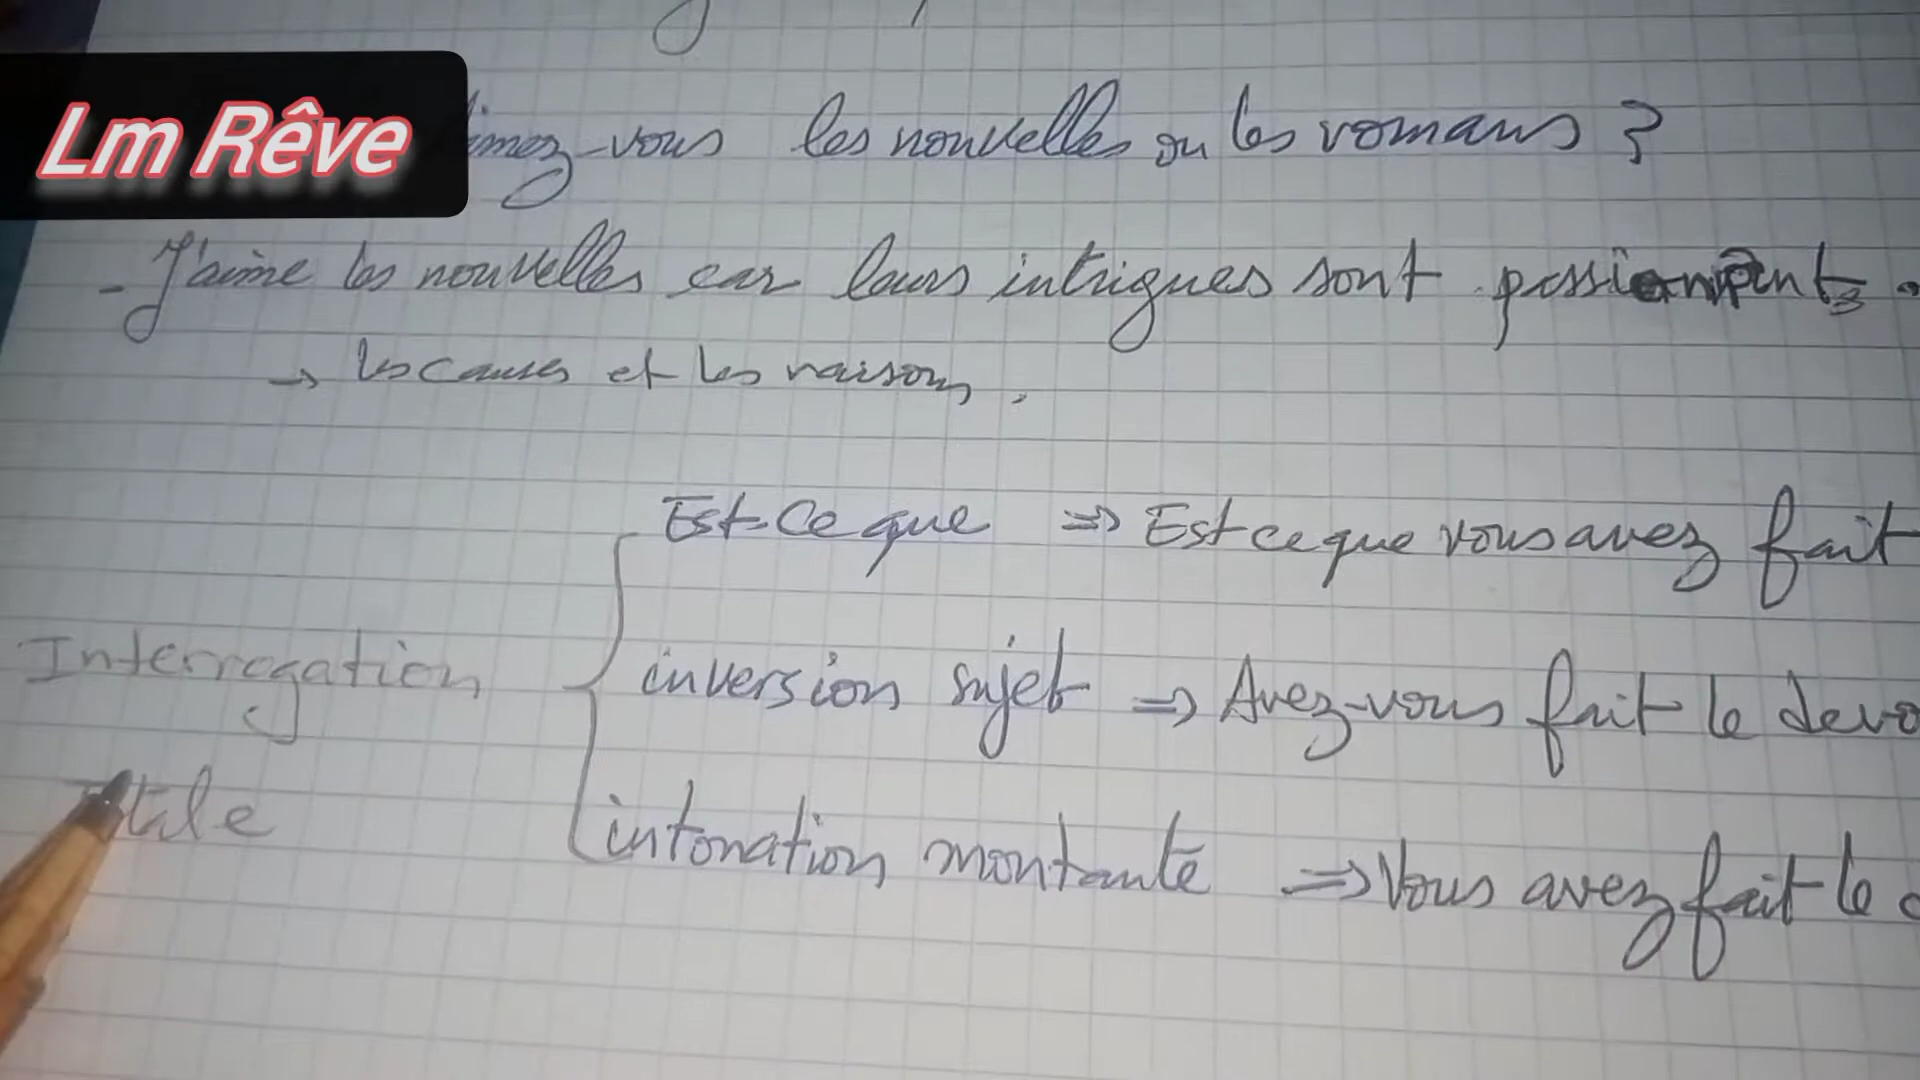 Lm Rêve
aimez-vous les nouvelles ou les romans ?
- J'aime les nouvelles car leurs intrigues sont passionnants.
→ les causes et les raisons.
Est-ce que => Est ce que vous avez fait
Interrogation
inversion sujet => Avez-vous fait le devo
totale
intonation montante => Vous avez fait le